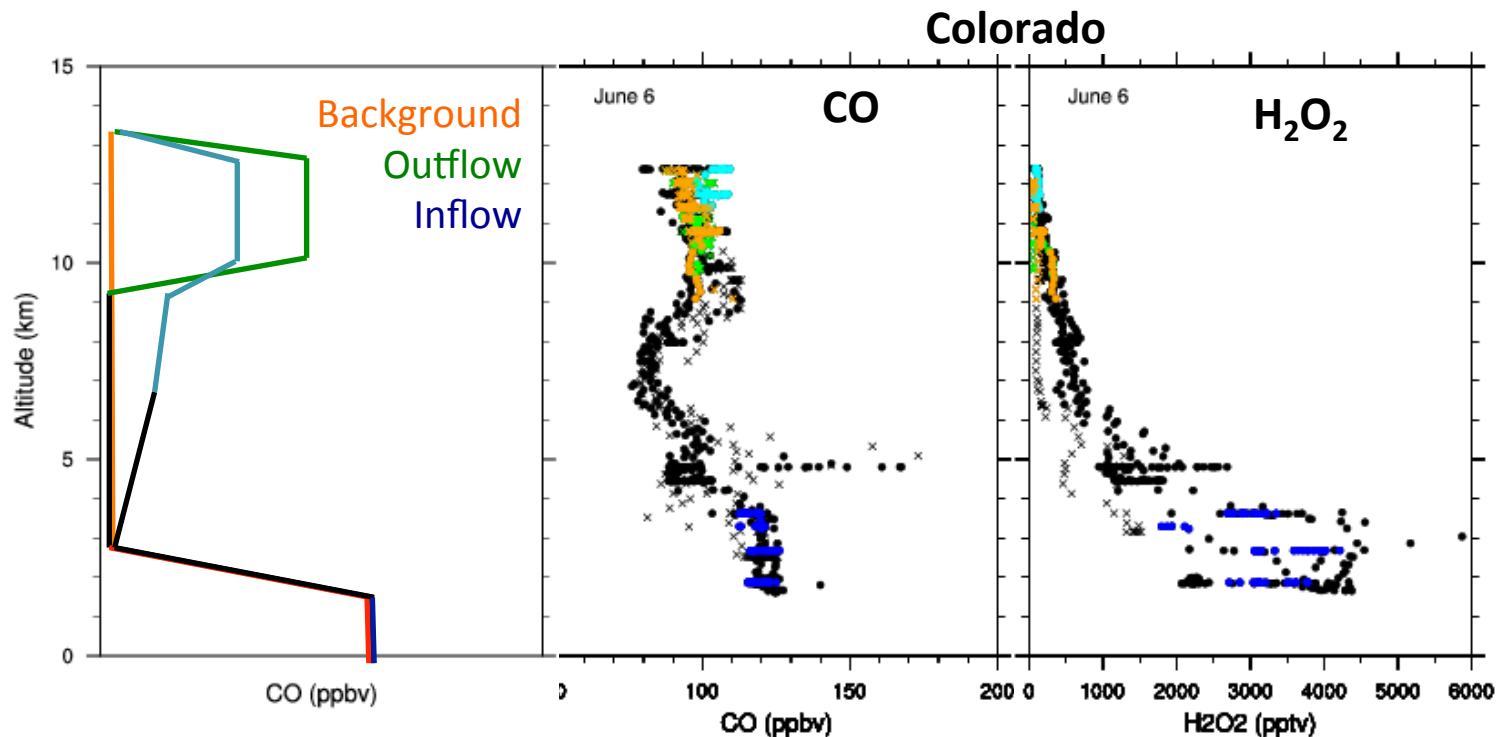 Colorado
15
10
5
0
Altitude (km)
Background
Outflow
Inflow
CO (ppbv)
June 6
CO
100
150
200
CO (ppbv)
June 6
H₂O₂
0
1000
2000
3000
4000
5000
6000
H2O2 (pptv)